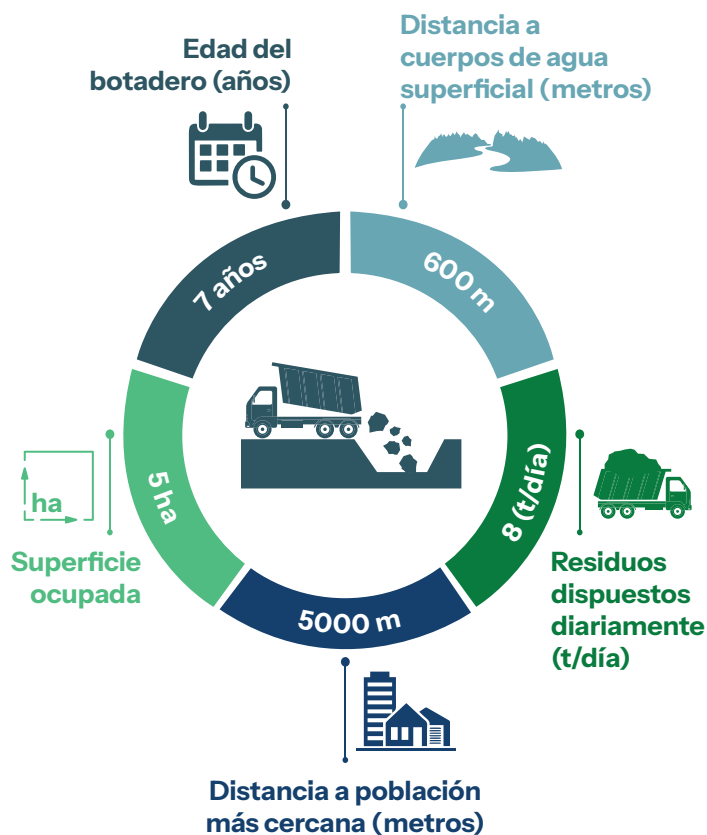 Edad del
botadero (años)
Distancia a
cuerpos de agua
superficial (metros)
7 años
600 m
5 ha
8 (t/día)
5000 m
ha
Superficie
ocupada
Residuos
dispuestos
diariamente
(t/día)
Distancia a población
más cercana (metros)